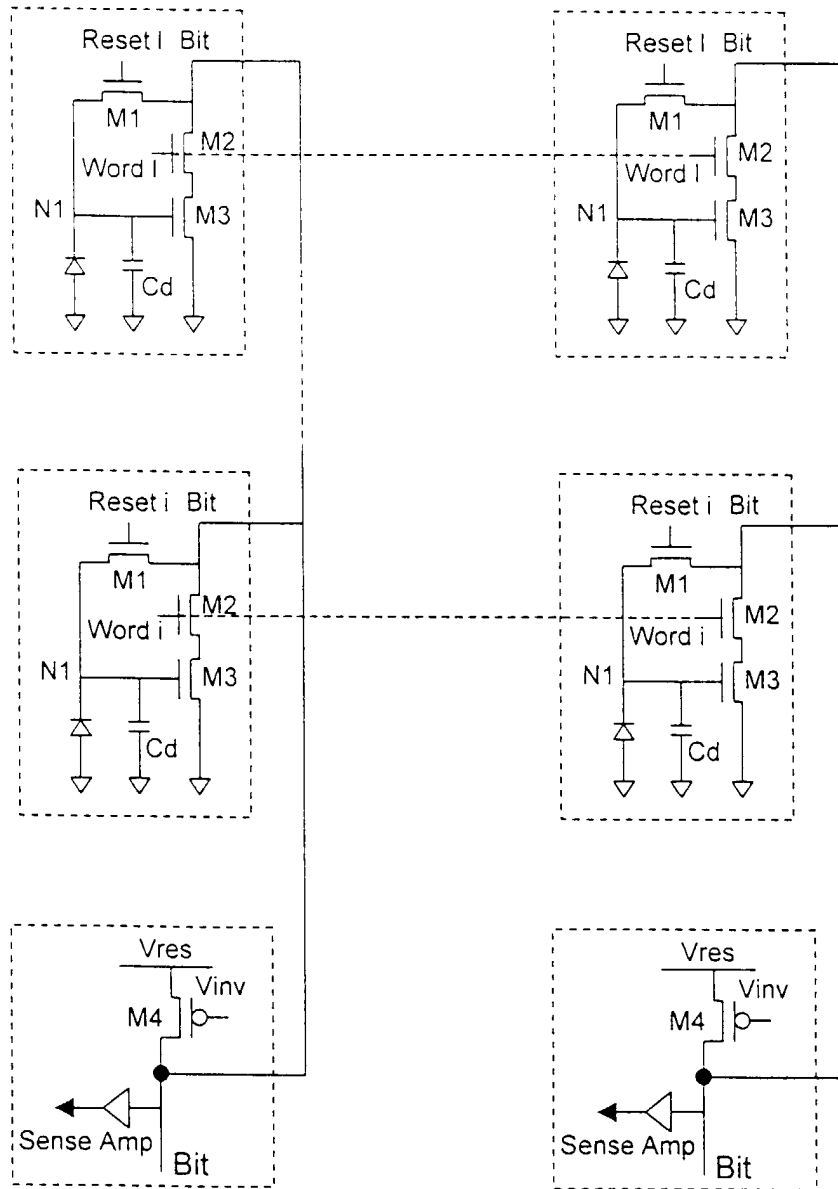 Reset l Bit
M1
M2
Word l
N1
M3
Cd
Reset l Bit
M1
M2
Word l
N1
M3
Cd
Reset i Bit
M1
M2
Word i
N1
M3
Cd
Reset i Bit
M1
M2
Word i
N1
M3
Cd
Vres
Vinv
M4
Sense Amp
Bit
Vres
Vinv
M4
Sense Amp
Bit